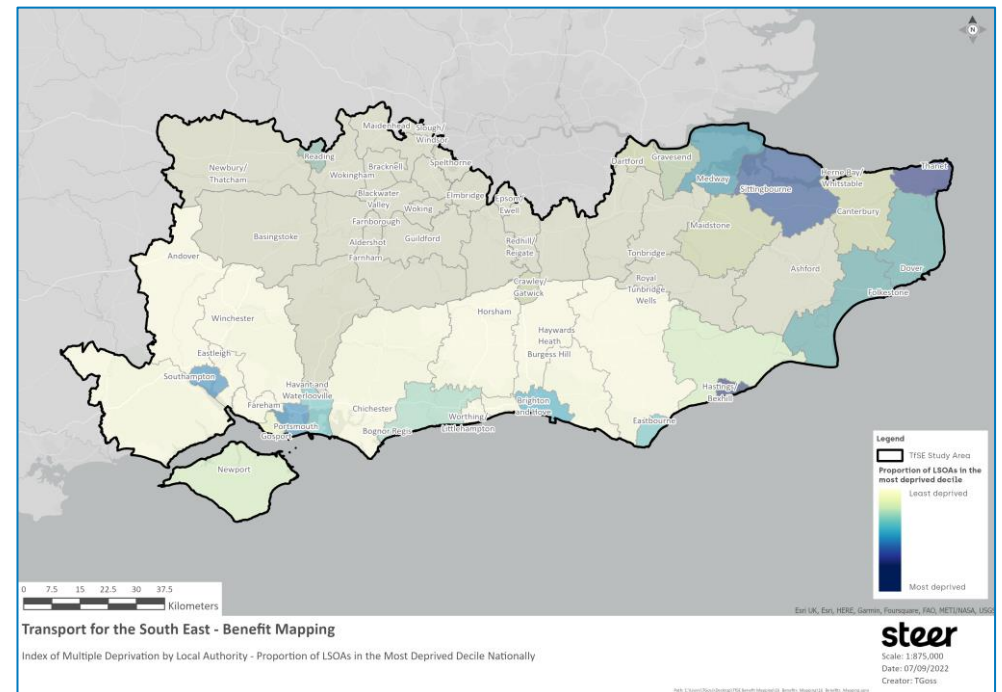 N
Maidenhead
Slough/
Windsor
Reading
Newbury/
Thatcham
Bracknell
Wokingham
Spelthorne
Dartford
Gravesend
Medway
Sittingbourne
Herne Bay/
Whitstable
Thanet
Canterbury
Blackwater
Valley
Elmbridge
Epsom/
Ewell
Woking
Farnborough
Basingstoke
Aldershot
Guildford
Farnham
Redhill/
Reigate
Maidstone
Tonbridge
Ashford
Dover
Folkestone
Andover
Crawley/
Gatwick
Royal
Tunbridge
Wells
Winchester
Horsham
Haywards
Heath
Burgess Hill
Eastleigh
Southampton
Havant and
Waterlooville
Fareham
Portsmouth
Gosport
Chichester
Bognor Regis
Worthing
Littlehampton
Brighton
and Hove
Eastbourne
Hastings/
Bexhill
Newport
Legend
TfSE Study Area
Proportion of LSOAs in the
most deprived decile
Least deprived
Most deprived
0 7.5 15 22.5 30 37.5
Kilometers
Esri UK, Esri, HERE, Garmin, Foursquare, FAO, METI/NASA, USGS
Transport for the South East - Benefit Mapping
Index of Multiple Deprivation by Local Authority - Proportion of LSOAs in the Most Deprived Decile Nationally
steer
Scale: 1:875,000
Date: 07/09/2022
Creator: TGoss